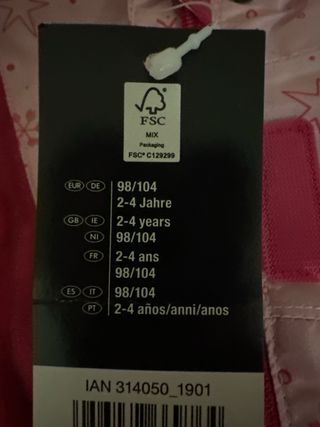 FSC
MIX
Packaging
FSC® C129299
EUR DE 98/104
2-4 Jahre
GB IE 2-4 years
NI 98/104
FR 2-4 ans
98/104
ES IT 98/104
PT 2-4 años/anni/anos
IAN 314050_1901